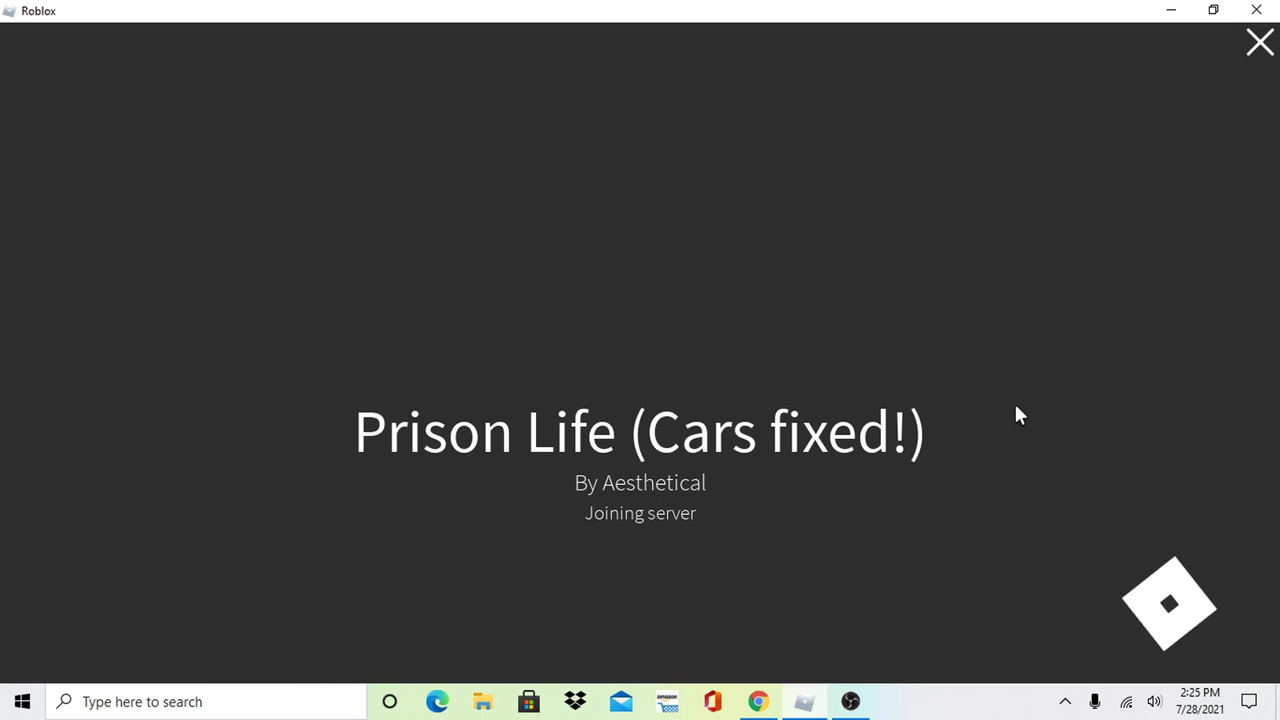 Roblox
Prison Life (Cars fixed!)
By Aesthetical
Joining server
Type here to search
amazon
2:25 PM
7/28/2021